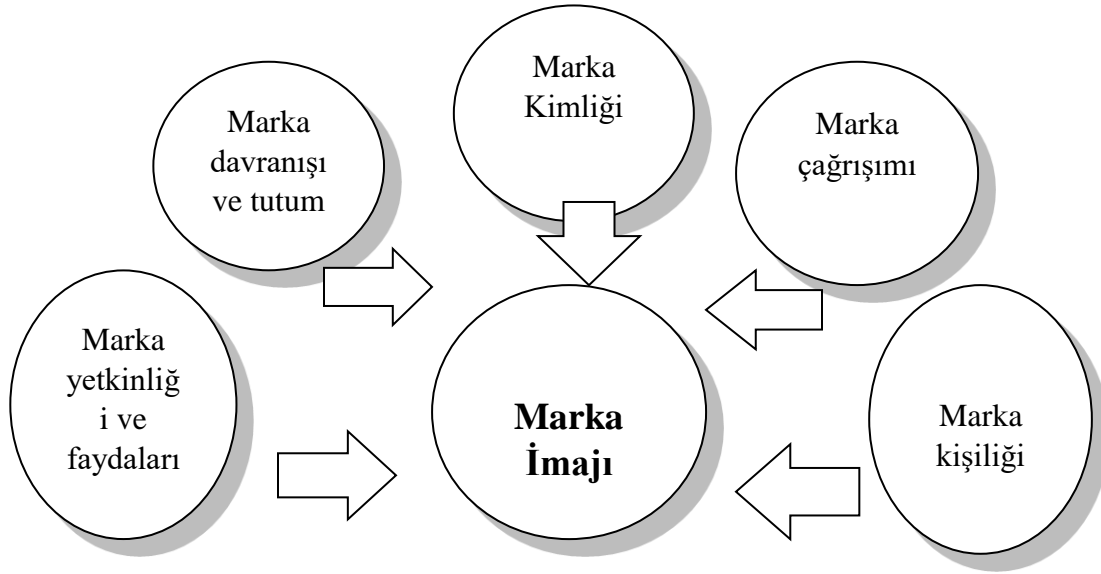 Marka
Kimliği
Marka
davranışı
ve tutum
Marka
çağrışımı
Marka
yetkinliğ
i ve
faydaları
Marka
İmajı
Marka
kişiliği